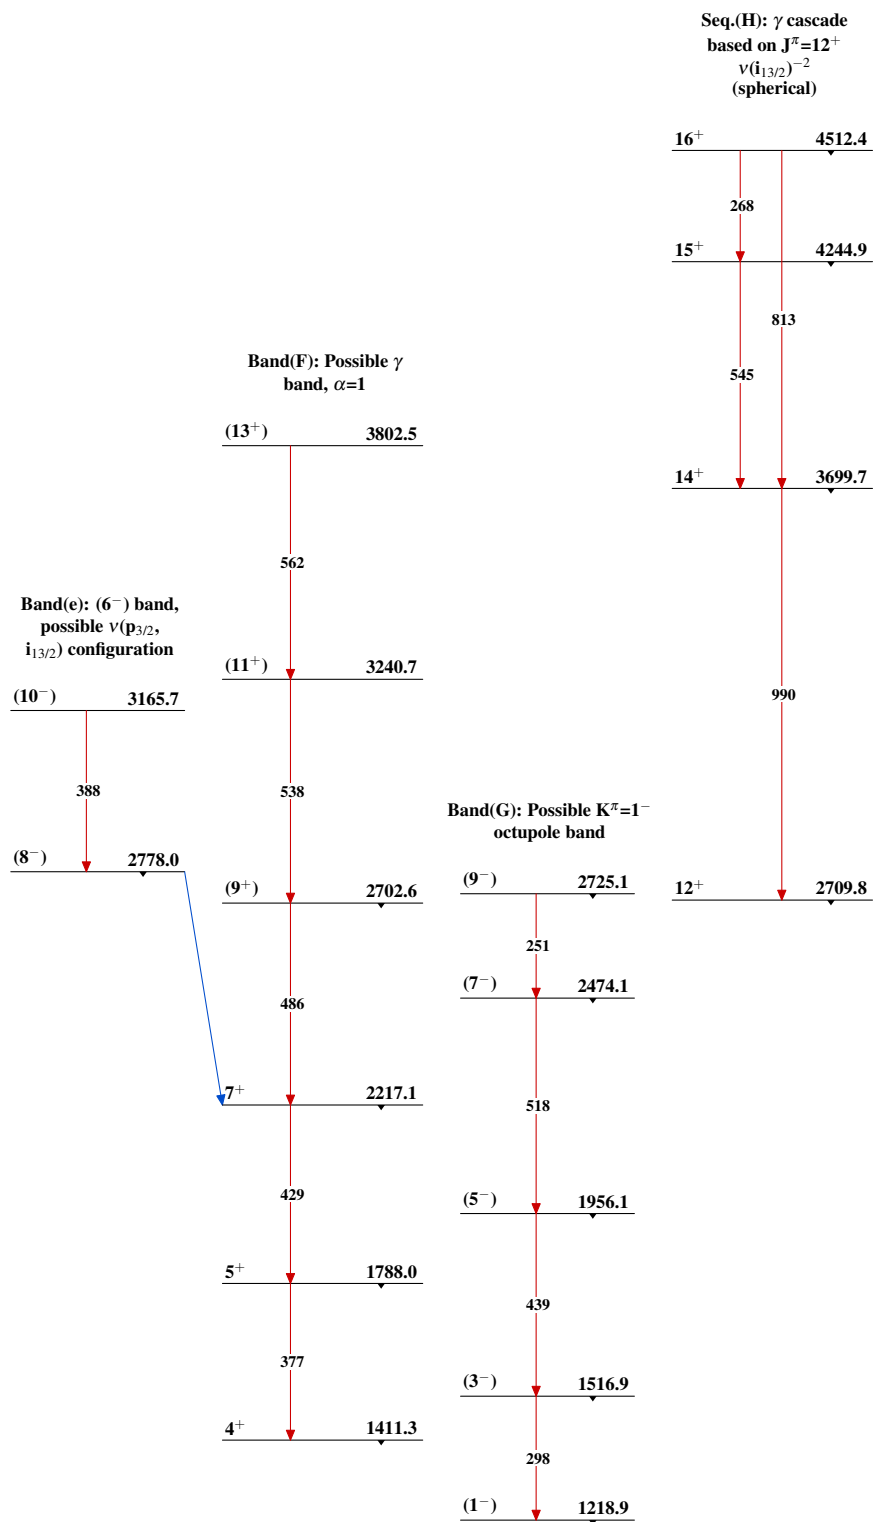 Seq.(H): γ cascade
based on J^π=12⁺
ν(i₁₃/₂)⁻²
(spherical)
16⁺ 4512.4
268
15⁺ 4244.9
813
545
14⁺ 3699.7
990
12⁺ 2709.8
Band(F): Possible γ
band, α=1
(13⁺) 3802.5
562
(11⁺) 3240.7
538
(9⁺) 2702.6
486
7⁺ 2217.1
429
5⁺ 1788.0
377
4⁺ 1411.3
Band(e): (6⁻) band,
possible ν(p₃/₂,
i₁₃/₂) configuration
(10⁻) 3165.7
388
(8⁻) 2778.0
Band(G): Possible K^π=1⁻
octupole band
(9⁻) 2725.1
251
(7⁻) 2474.1
518
(5⁻) 1956.1
439
(3⁻) 1516.9
298
(1⁻) 1218.9